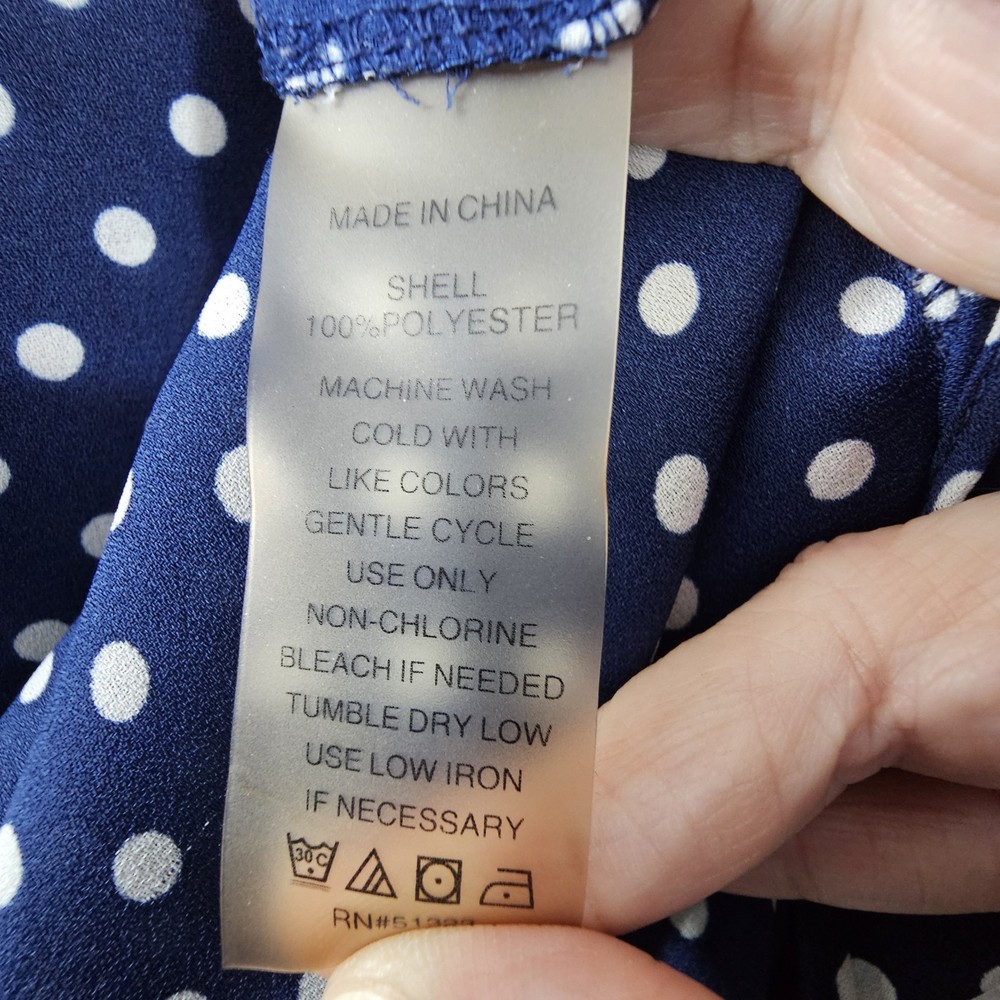 MADE IN CHINA
SHELL
100%POLYESTER
MACHINE WASH
COLD WITH
LIKE COLORS
GENTLE CYCLE
USE ONLY
NON-CHLORINE
BLEACH IF NEEDED
TUMBLE DRY LOW
USE LOW IRON
IF NECESSARY
30C